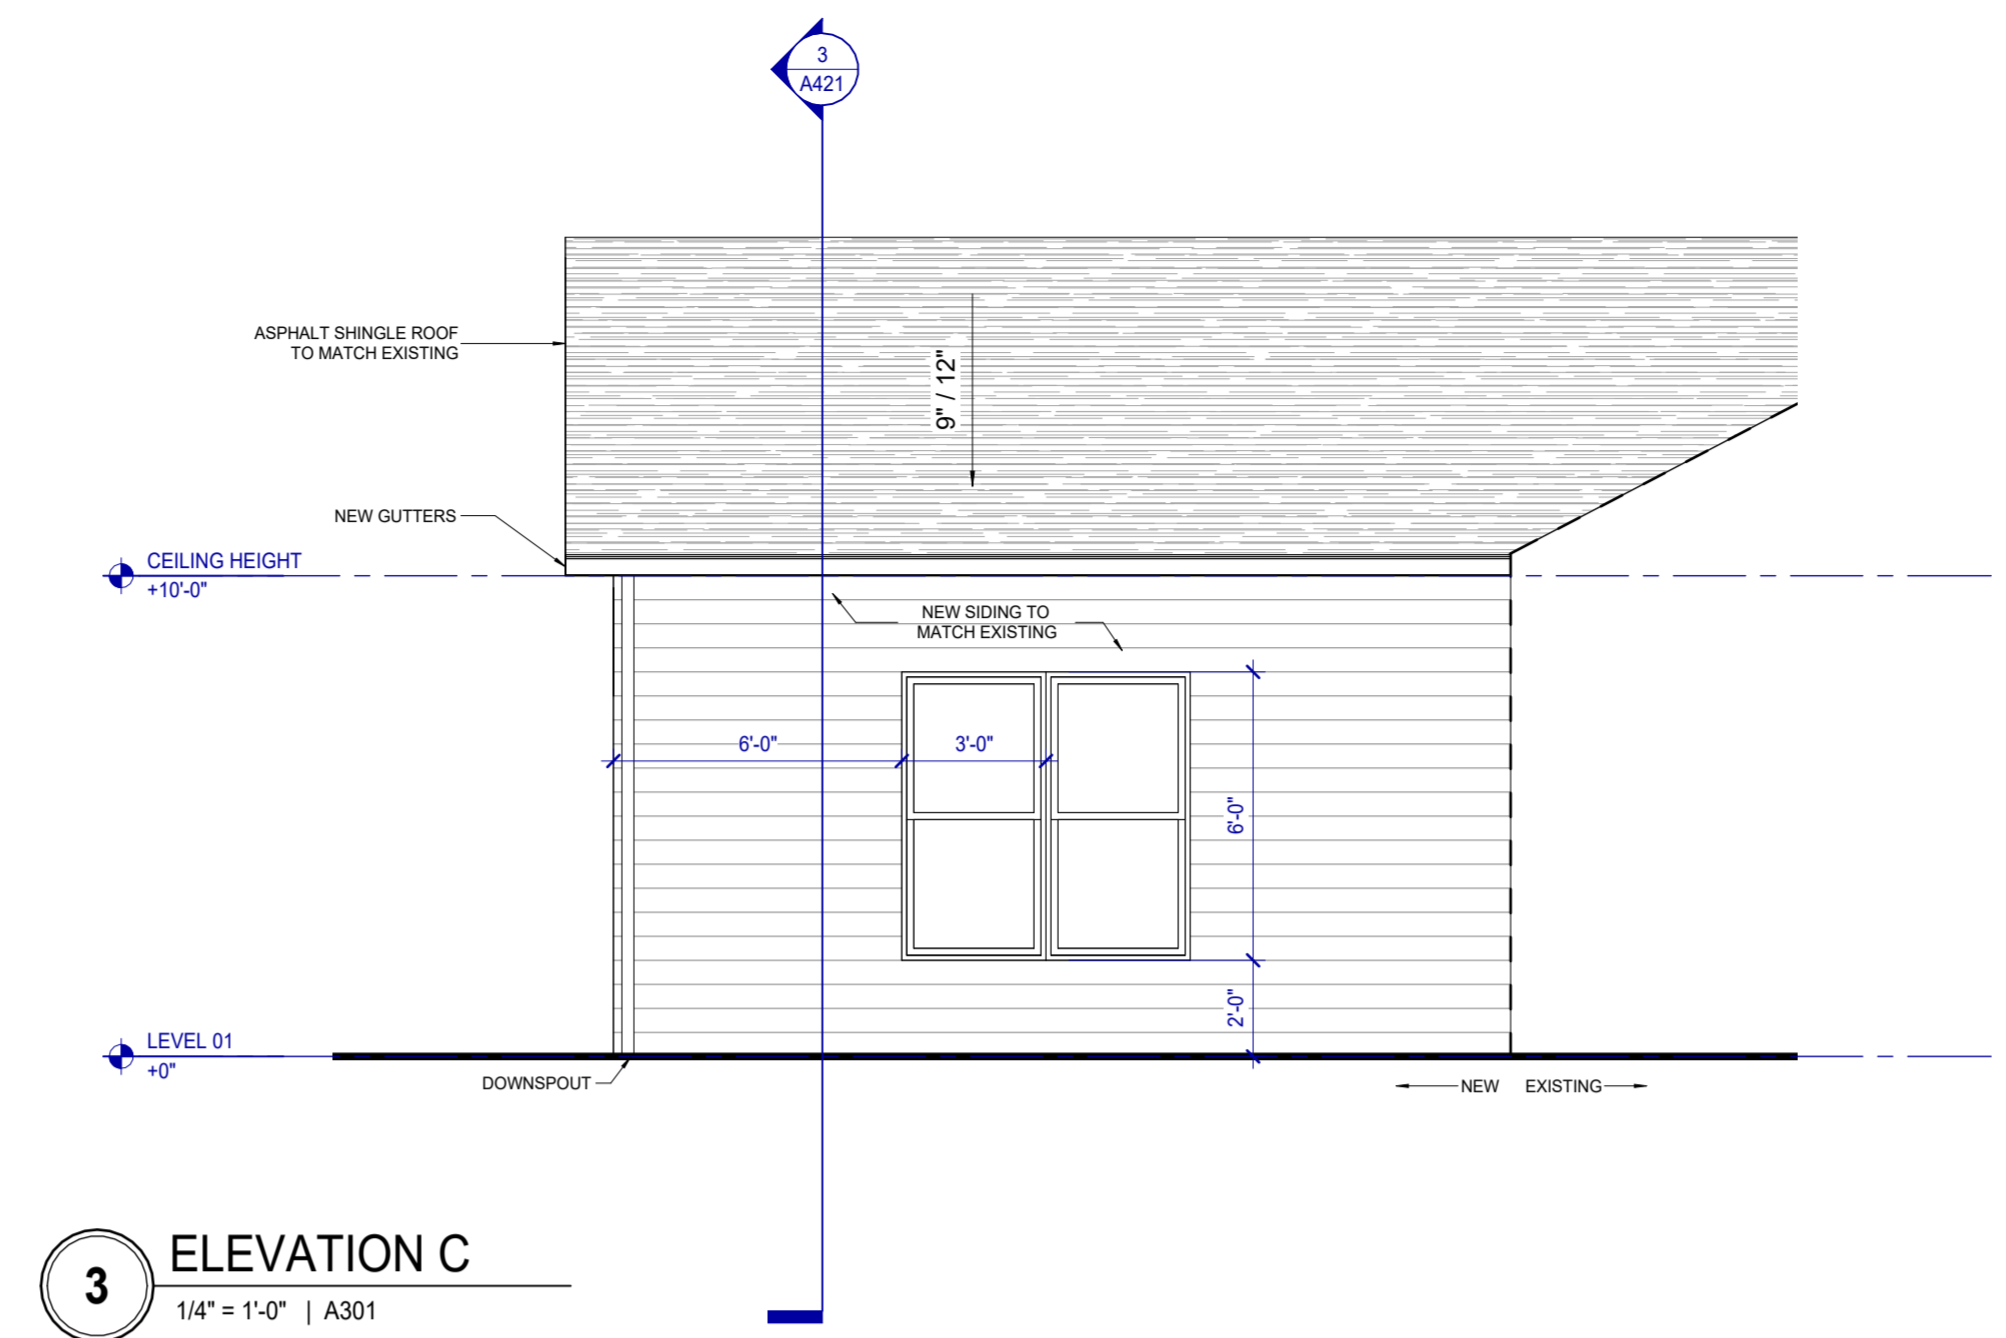 3
A421
ASPHALT SHINGLE ROOF
TO MATCH EXISTING
9" / 12"
NEW GUTTERS
CEILING HEIGHT
+10'-0"
NEW SIDING TO
MATCH EXISTING
6'-0"
3'-0"
6'-0"
2'-0"
LEVEL 01
+0"
DOWNSPOUT
NEW EXISTING
3
ELEVATION C
1/4" = 1'-0" | A301